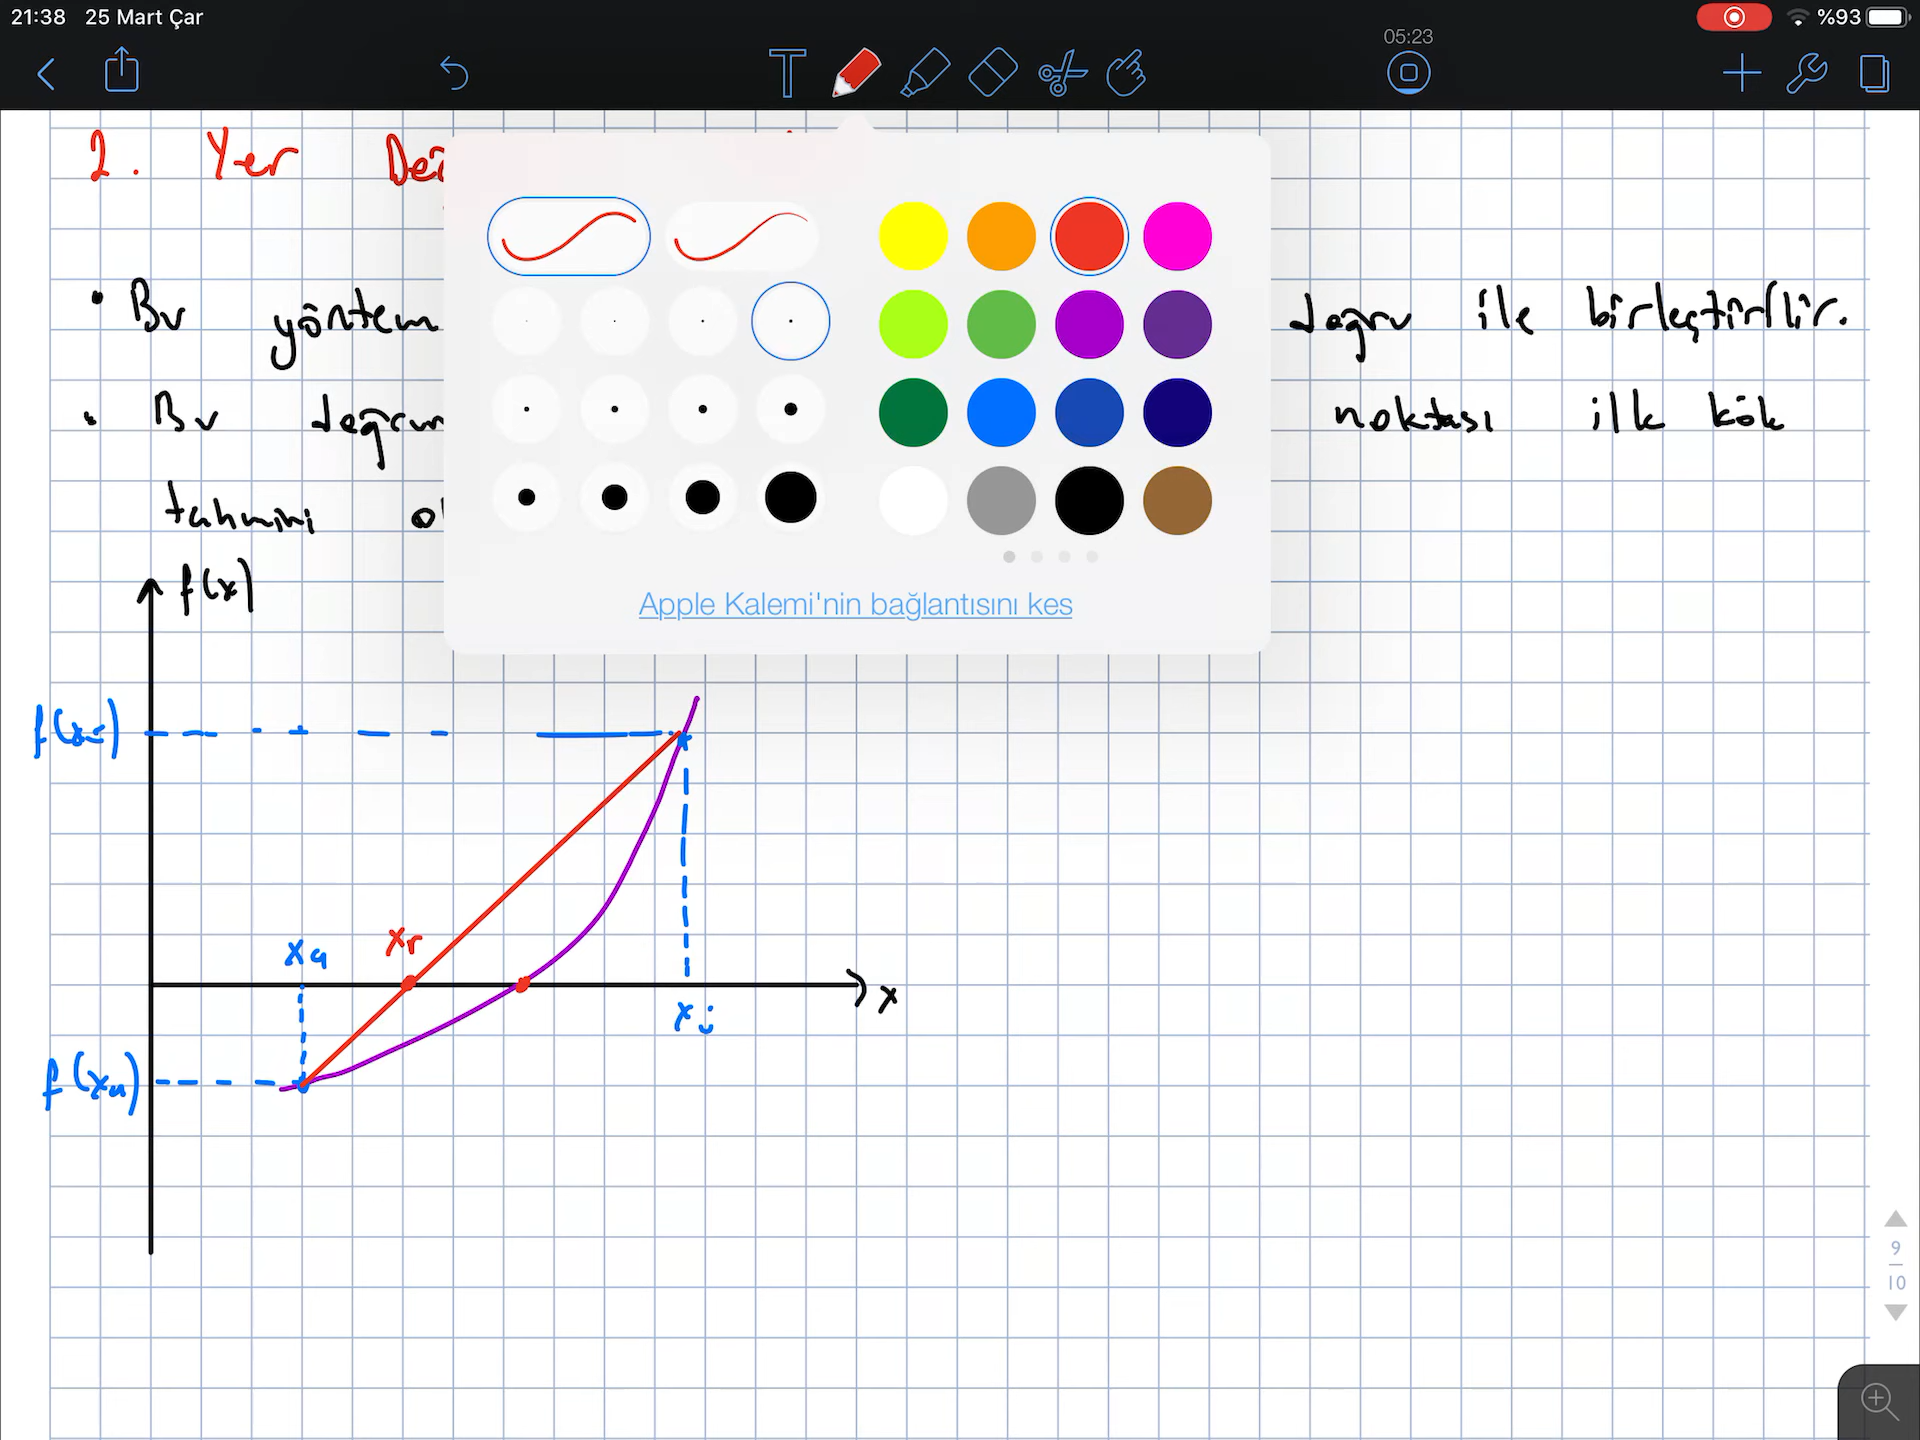 21:38 25 Mart Çar %93
05:23
T
2. Yer
Bu yöntem doğru ile birleştirilir.
Bu noktası ilk kök
tahmini
Apple Kalemi'nin bağlantısını kes
f(x)
f(xü)
xa xr
x
xü
f(xa)
9
10